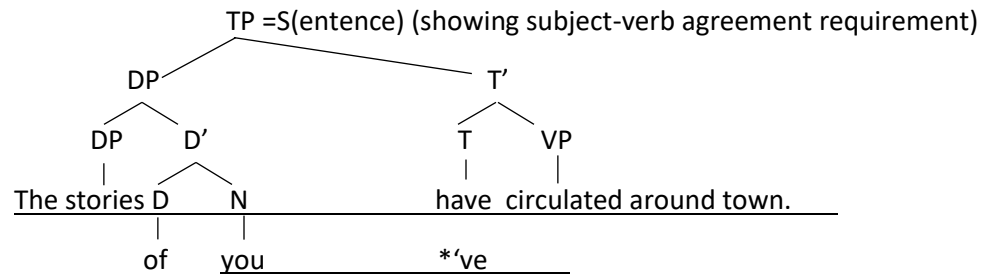 TP =S(entence) (showing subject-verb agreement requirement)
DP T’
DP D’ T VP
The stories D N have circulated around town.
of you *‘ve